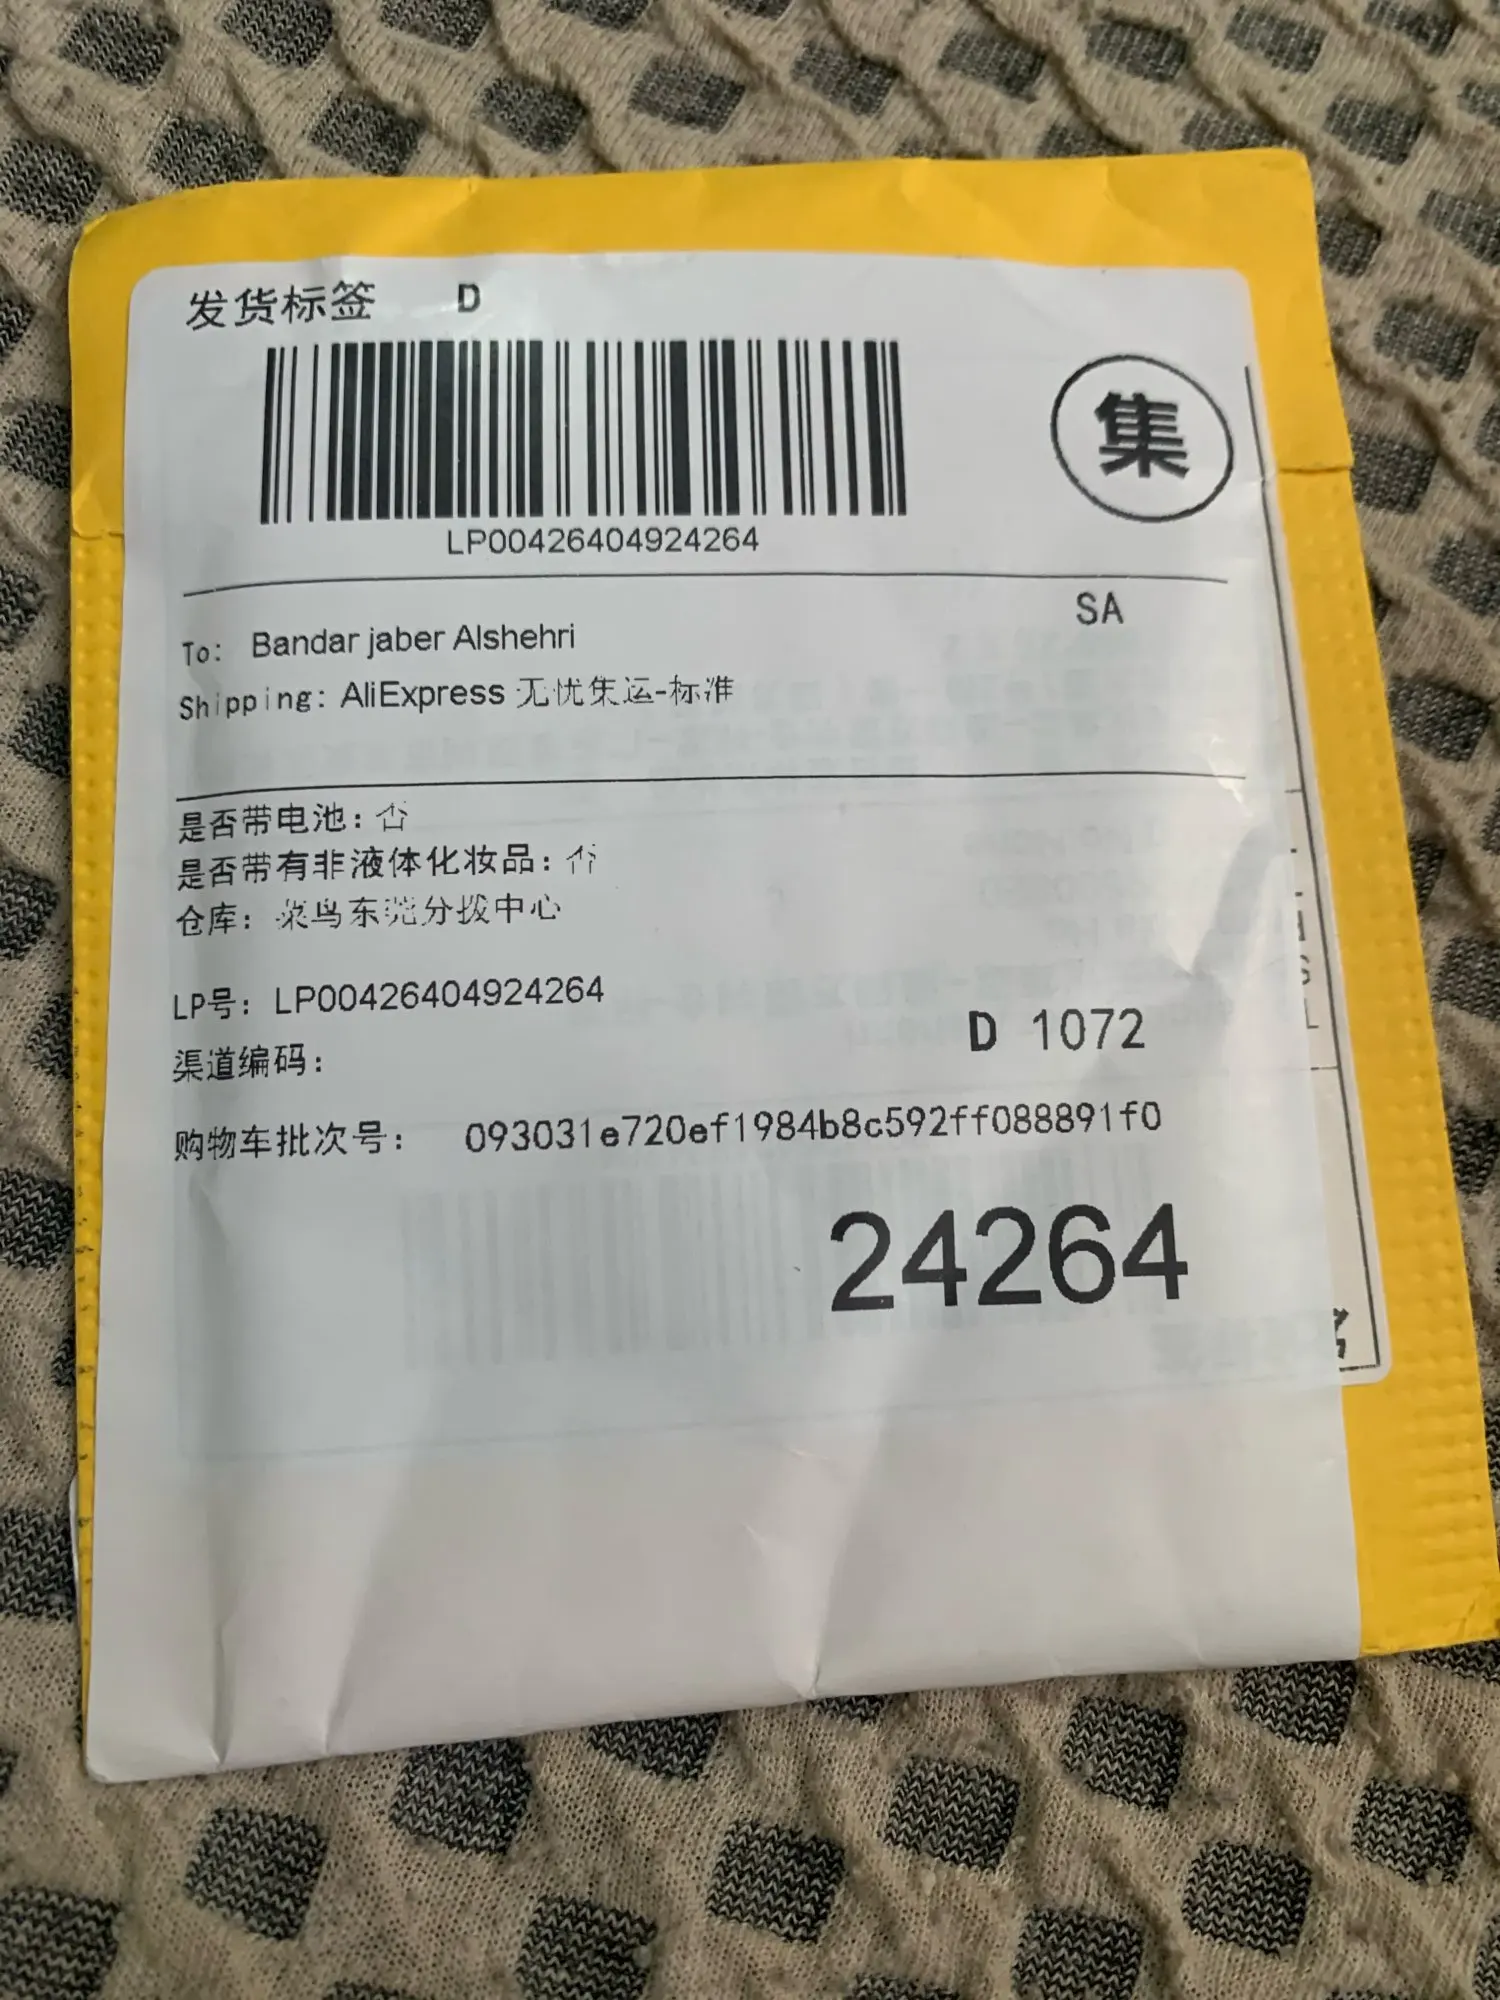 发货标签 D
集
LP00426404924264
SA
To: Bandar jaber Alshehri
Shipping: AliExpress 无忧集运-标准
是否带电池: 否
是否带有非液体化妆品: 否
仓库: 菜鸟东莞分拨中心
LP号: LP00426404924264
D 1072
渠道编码:
购物车批次号: 093031e720ef1984b8c592ff088891f0
24264